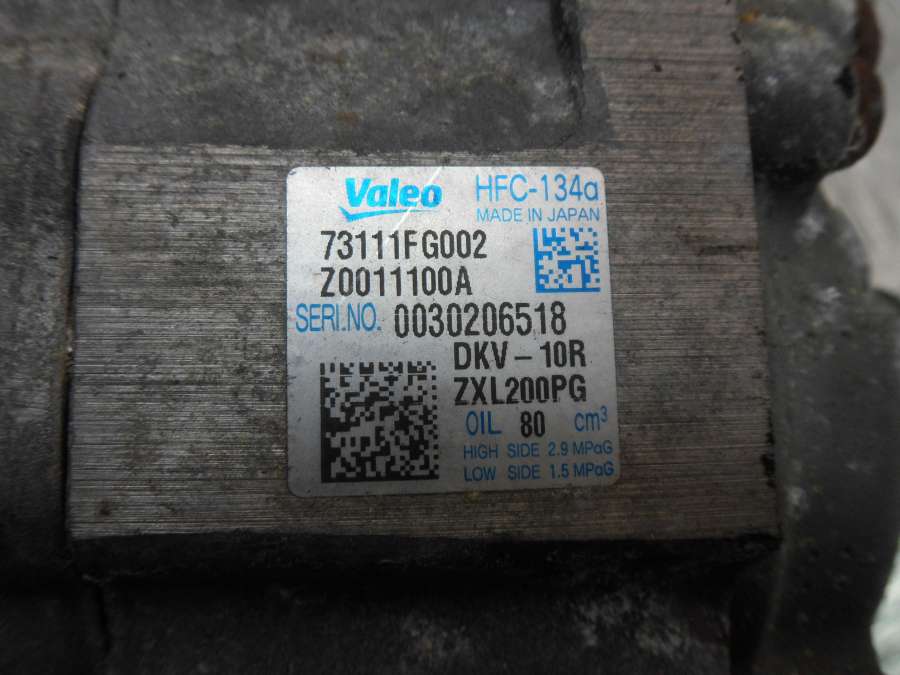 Valeo HFC-134a
MADE IN JAPAN
73111FG002
Z0011100A
SERI.NO. 0030206518
DKV-10R
ZXL200PG
OIL 80 cm³
HIGH SIDE 2.9 MPaG
LOW SIDE 1.5 MPaG